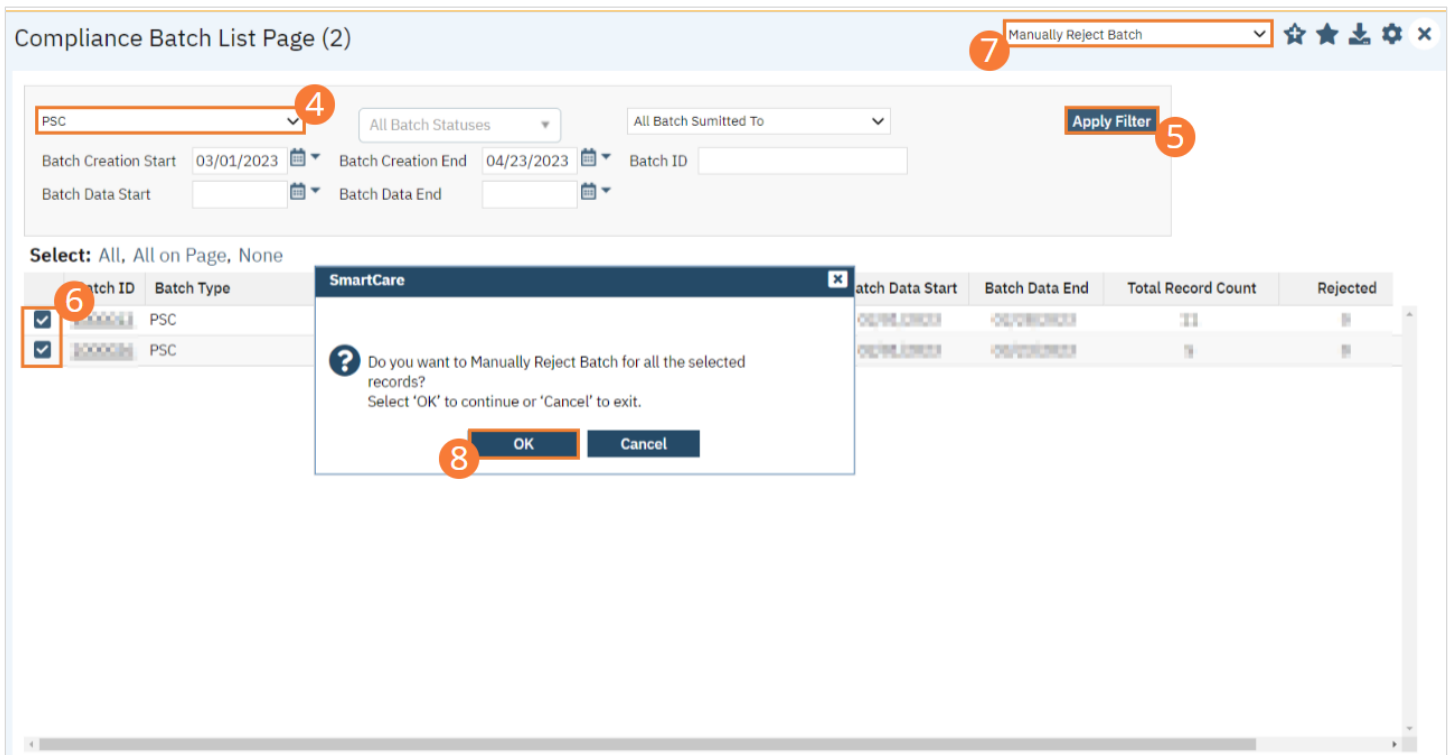 Compliance Batch List Page (2)
7
Manually Reject Batch
PSC
4
All Batch Statuses
All Batch Sumitted To
Apply Filter
5
Batch Creation Start 03/01/2023 Batch Creation End 04/23/2023 Batch ID
Batch Data Start Batch Data End
Select: All, All on Page, None
6
atch ID Batch Type atch Data Start Batch Data End Total Record Count Rejected
PSC
PSC
SmartCare
Do you want to Manually Reject Batch for all the selected
records?
Select 'OK' to continue or 'Cancel' to exit.
8
OK Cancel